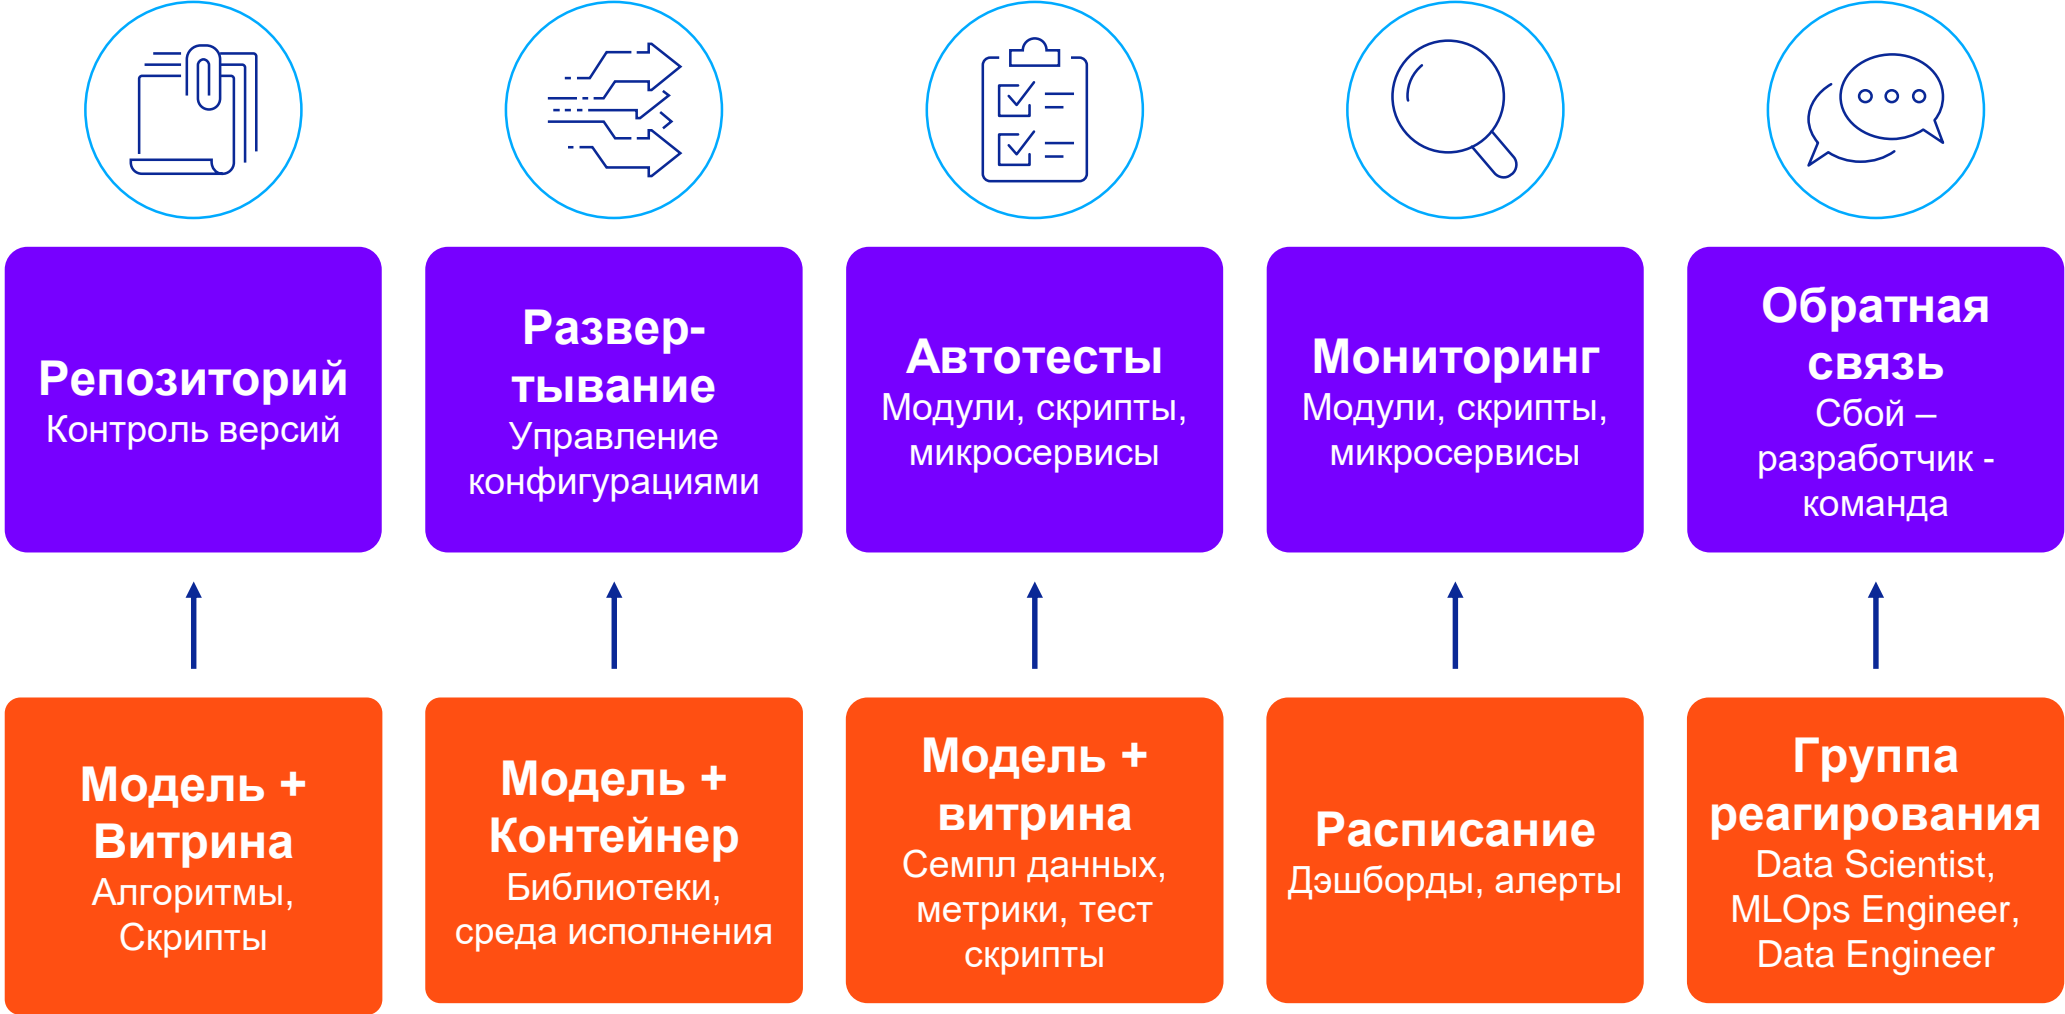 Репозиторий
Контроль версий
Развер-
тывание
Управление
конфигурациями
Автотесты
Модули, скрипты,
микросервисы
Мониторинг
Модули, скрипты,
микросервисы
Обратная
связь
Сбой –
разработчик -
команда
Модель +
Витрина
Алгоритмы,
Скрипты
Модель +
Контейнер
Библиотеки,
среда исполнения
Модель +
витрина
Семпл данных,
метрики, тест
скрипты
Расписание
Дэшборды, алерты
Группа
реагирования
Data Scientist,
MLOps Engineer,
Data Engineer